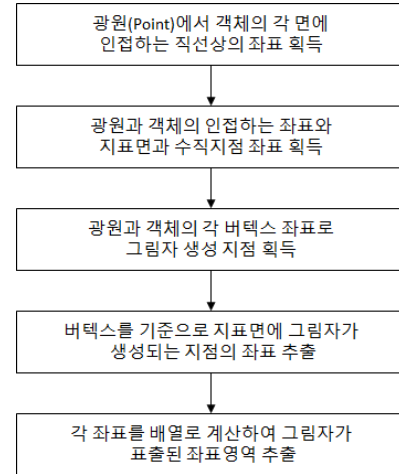 광원(Point)에서 객체의 각 면에
인접하는 직선상의 좌표 획득
광원과 객체의 인접하는 좌표와
지표면과 수직지점 좌표 획득
광원과 객체의 각 버텍스 좌표로
그림자 생성 지점 획득
버텍스를 기준으로 지표면에 그림자가
생성되는 지점의 좌표 추출
각 좌표를 배열로 계산하여 그림자가
표출된 좌표영역 추출